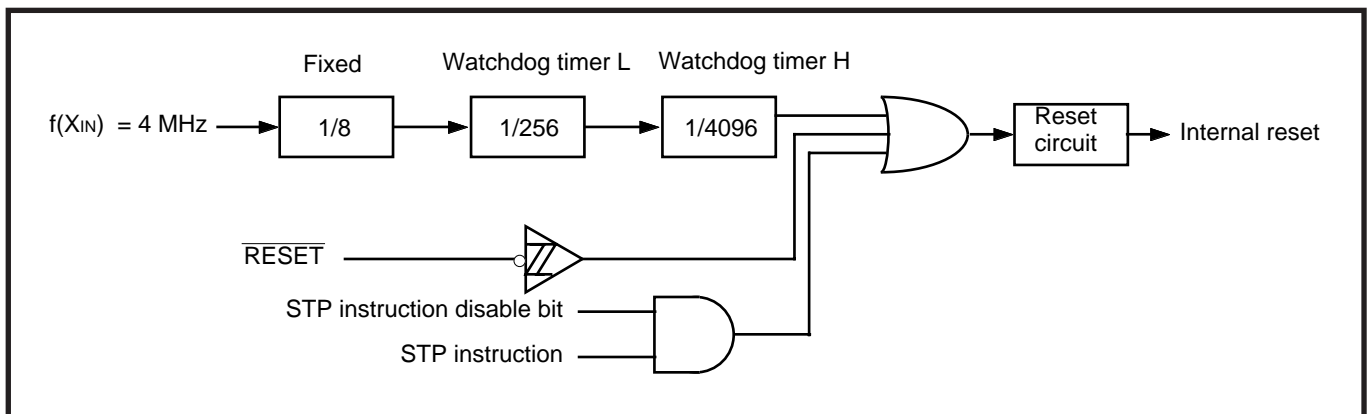 Fixed
Watchdog timer L
Watchdog timer H
f(XIN) = 4 MHz
1/8
1/256
1/4096
Reset
circuit
Internal reset
RESET
STP instruction disable bit
STP instruction